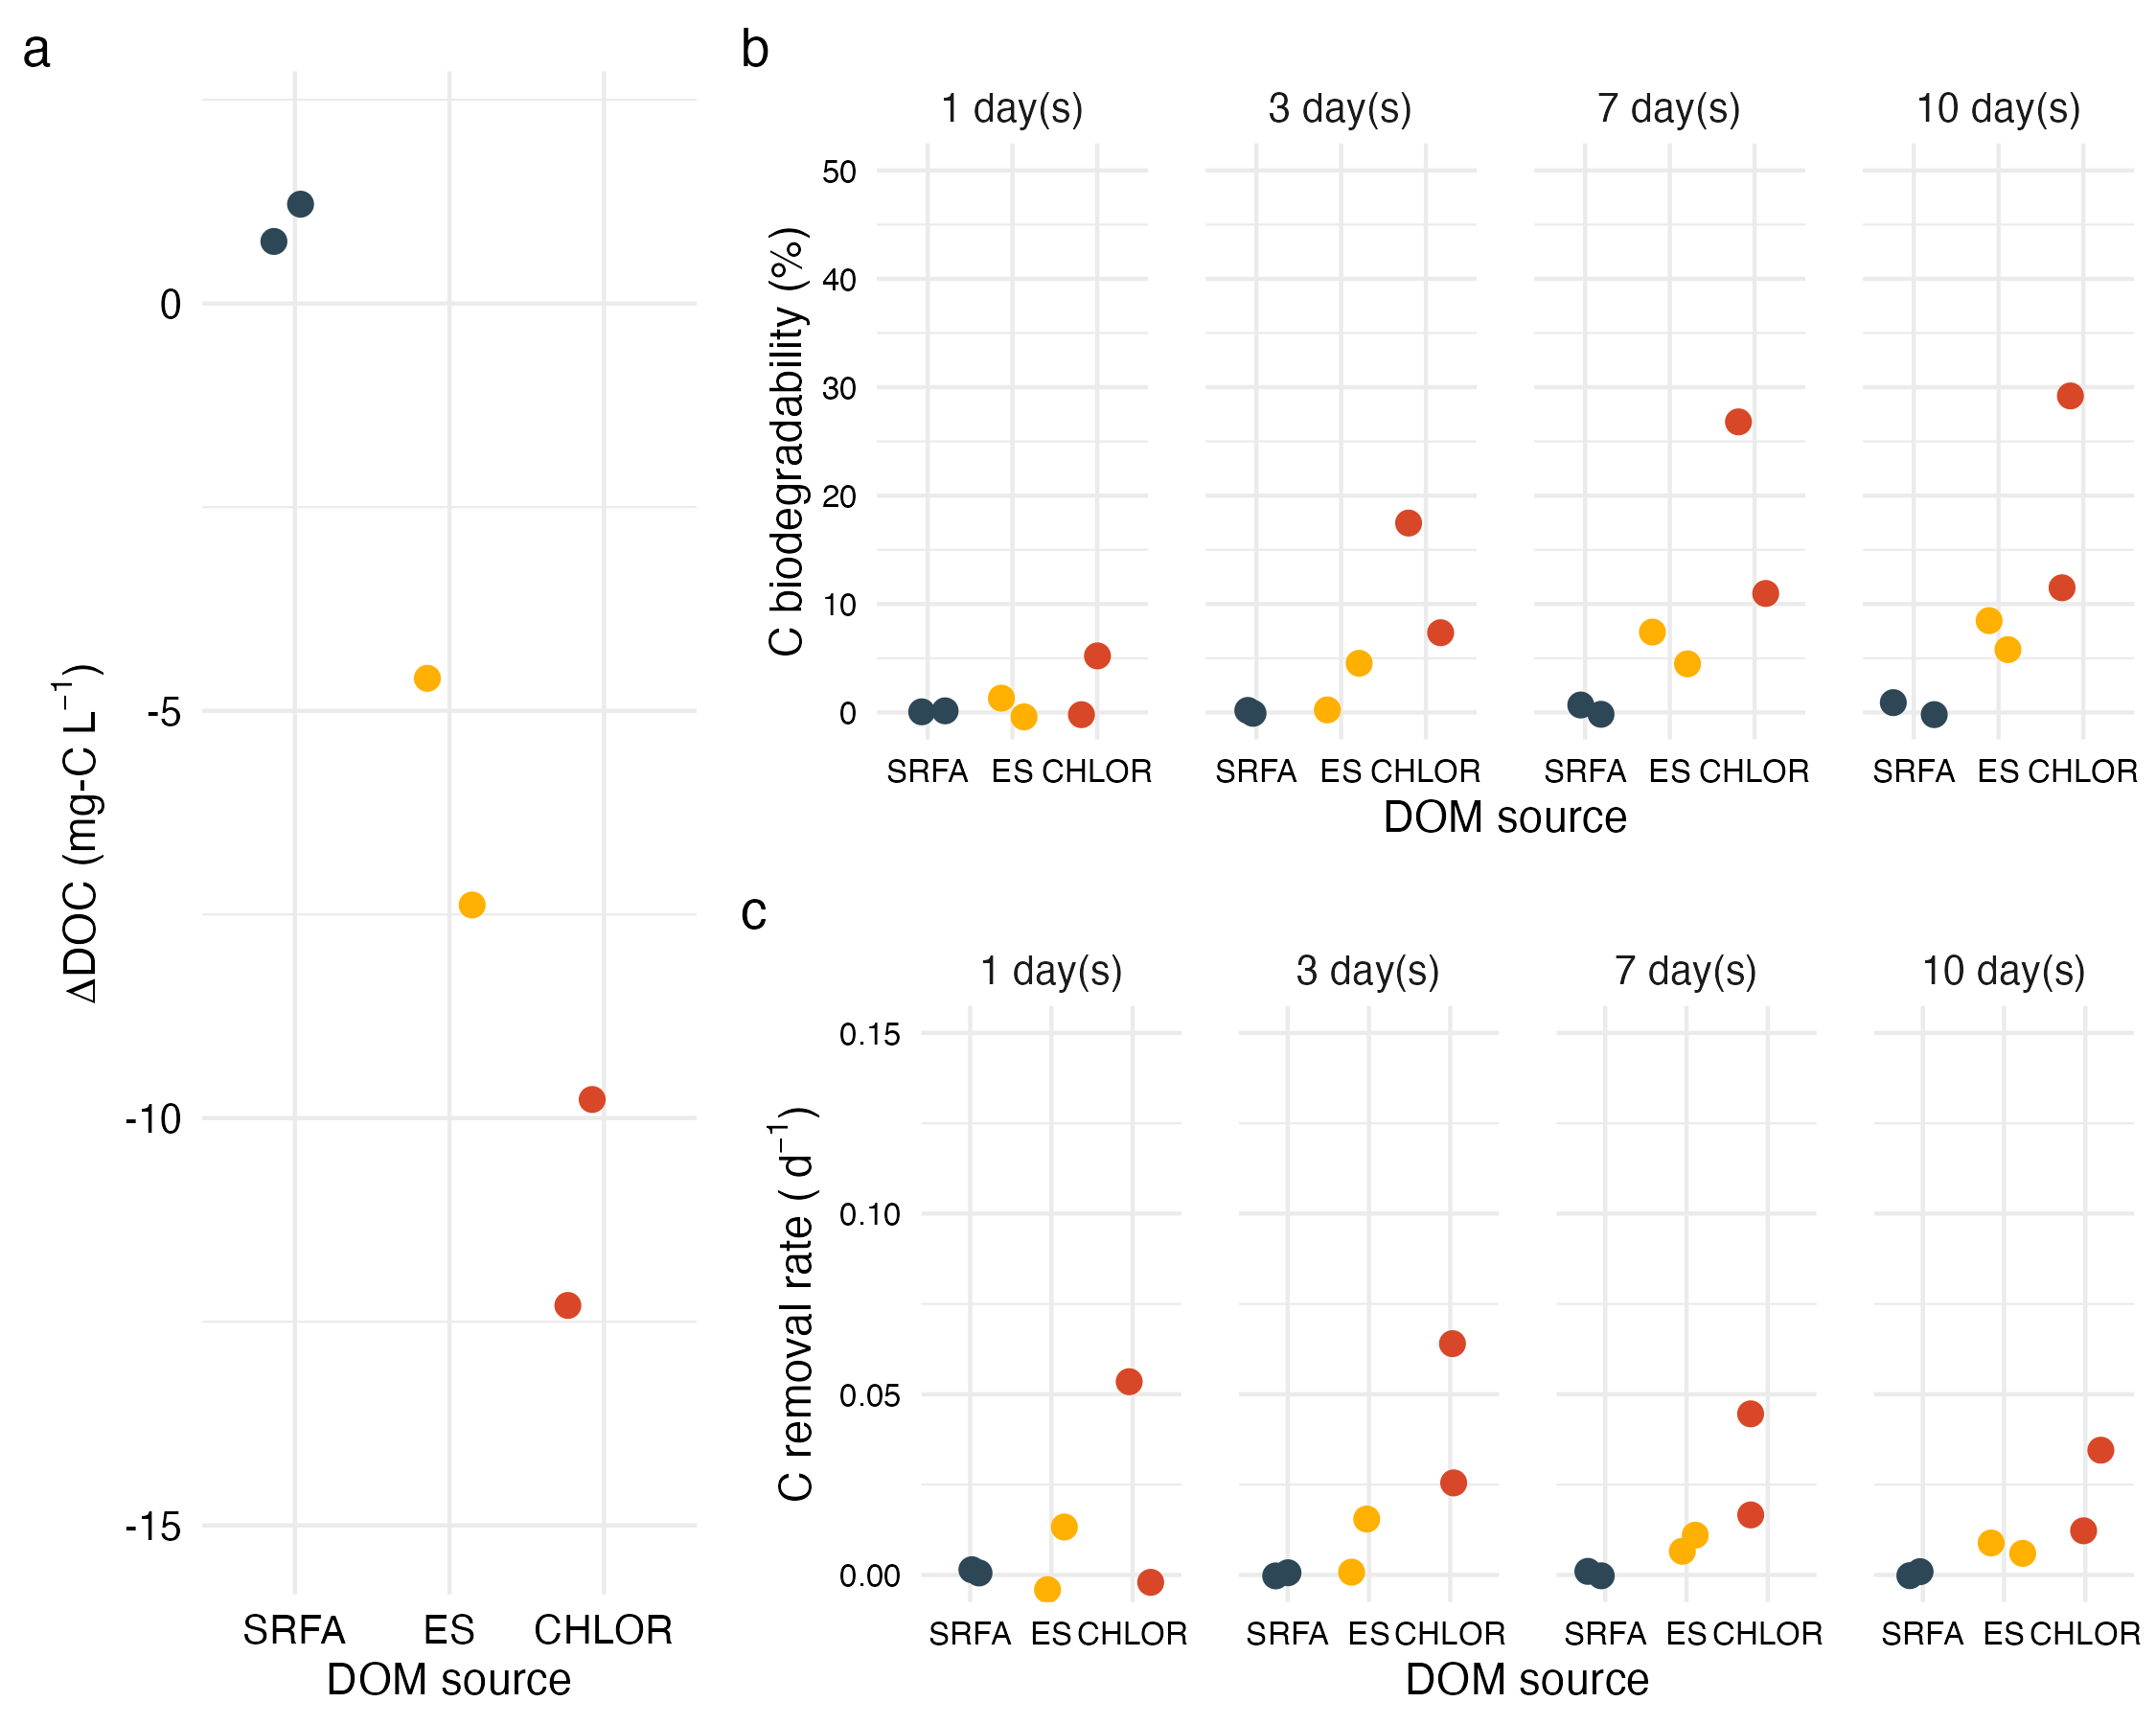 a
0
-5
-10
-15
ΔDOC (mg-C L⁻¹)
SRFA ES CHLOR
DOM source
b
1 day(s) 3 day(s) 7 day(s) 10 day(s)
50
40
30
20
10
0
C biodegradability (%)
SRFA ES CHLOR SRFA ES CHLOR SRFA ES CHLOR SRFA ES CHLOR
DOM source
c
1 day(s) 3 day(s) 7 day(s) 10 day(s)
0.15
0.10
0.05
0.00
C removal rate ( d⁻¹)
SRFA ES CHLOR SRFA ES CHLOR SRFA ES CHLOR SRFA ES CHLOR
DOM source